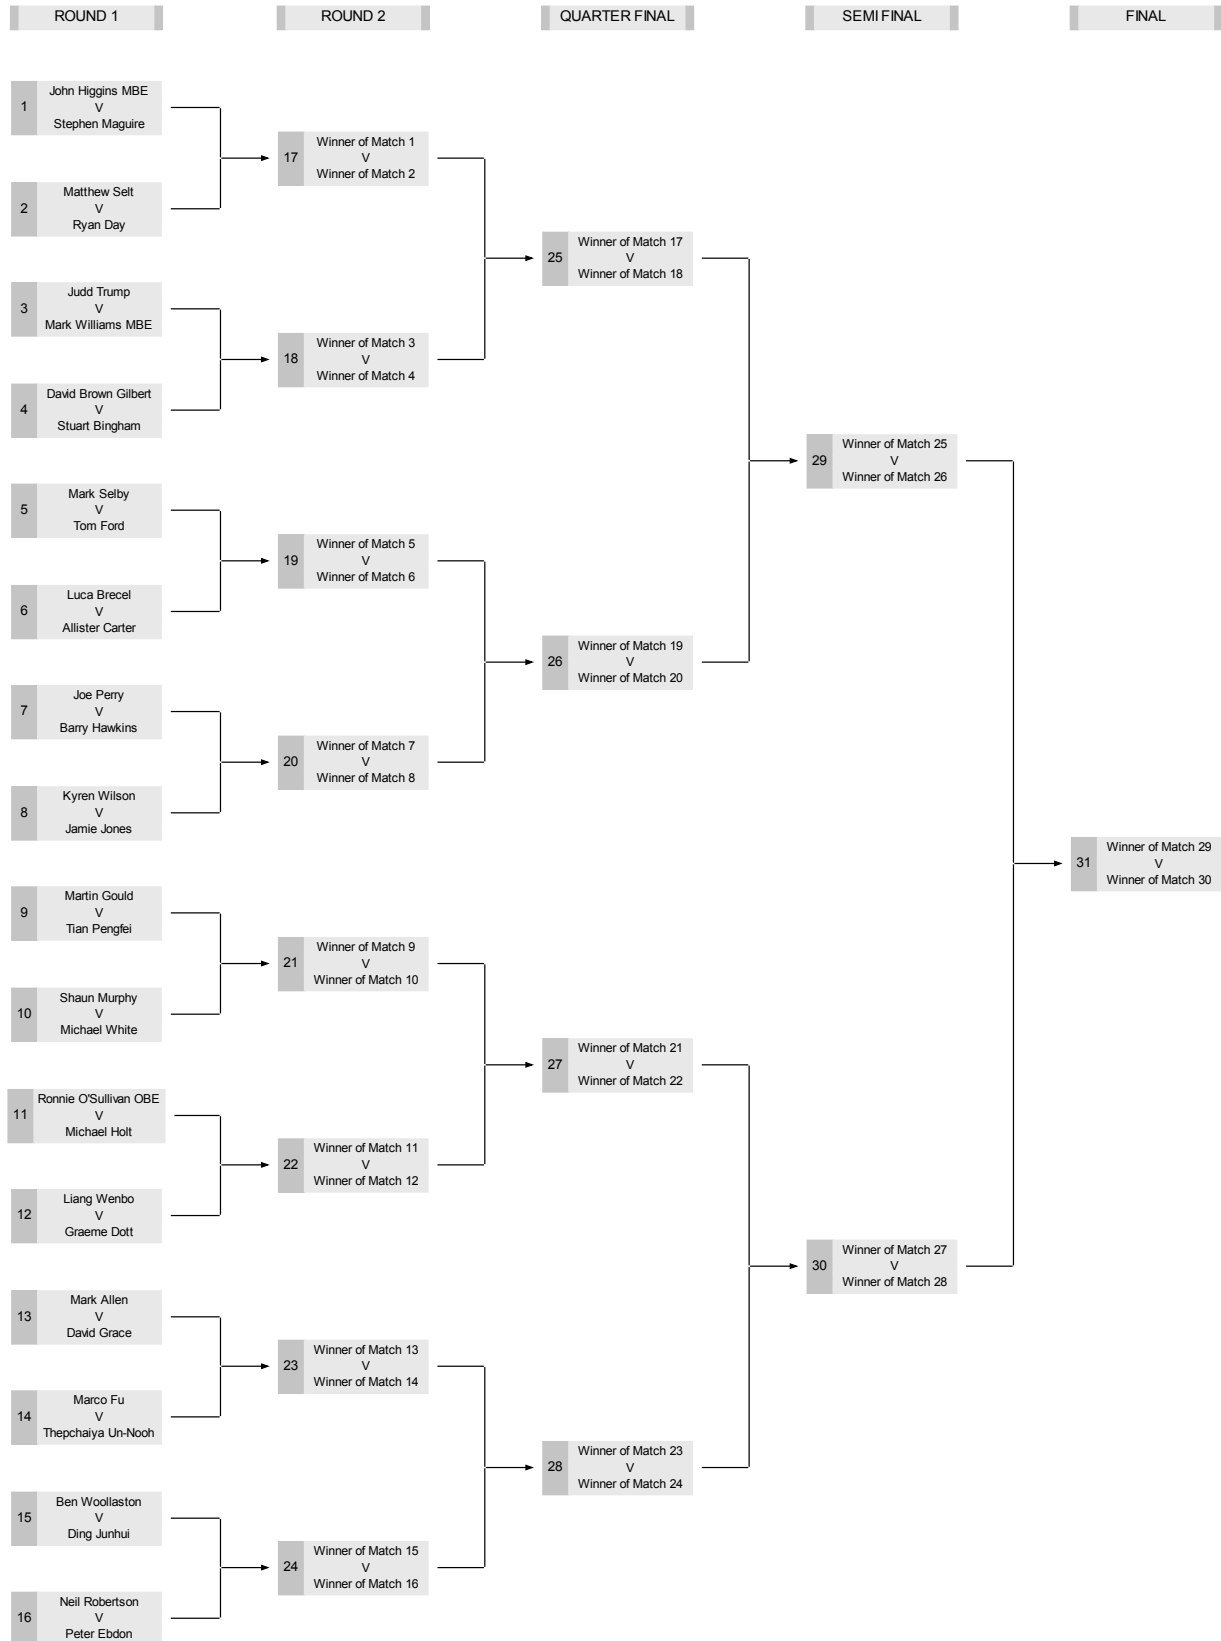 ROUND 1
ROUND 2
QUARTER FINAL
SEMI FINAL
FINAL
1
John Higgins MBE
V
Stephen Maguire
2
Matthew Selt
V
Ryan Day
3
Judd Trump
V
Mark Williams MBE
4
David Brown Gilbert
V
Stuart Bingham
5
Mark Selby
V
Tom Ford
6
Luca Brecel
V
Allister Carter
7
Joe Perry
V
Barry Hawkins
8
Kyren Wilson
V
Jamie Jones
9
Martin Gould
V
Tian Pengfei
10
Shaun Murphy
V
Michael White
11
Ronnie O'Sullivan OBE
V
Michael Holt
12
Liang Wenbo
V
Graeme Dott
13
Mark Allen
V
David Grace
14
Marco Fu
V
Thepchaiya Un-Nooh
15
Ben Woollaston
V
Ding Junhui
16
Neil Robertson
V
Peter Ebdon
17
Winner of Match 1
V
Winner of Match 2
18
Winner of Match 3
V
Winner of Match 4
19
Winner of Match 5
V
Winner of Match 6
20
Winner of Match 7
V
Winner of Match 8
21
Winner of Match 9
V
Winner of Match 10
22
Winner of Match 11
V
Winner of Match 12
23
Winner of Match 13
V
Winner of Match 14
24
Winner of Match 15
V
Winner of Match 16
25
Winner of Match 17
V
Winner of Match 18
26
Winner of Match 19
V
Winner of Match 20
27
Winner of Match 21
V
Winner of Match 22
28
Winner of Match 23
V
Winner of Match 24
29
Winner of Match 25
V
Winner of Match 26
30
Winner of Match 27
V
Winner of Match 28
31
Winner of Match 29
V
Winner of Match 30